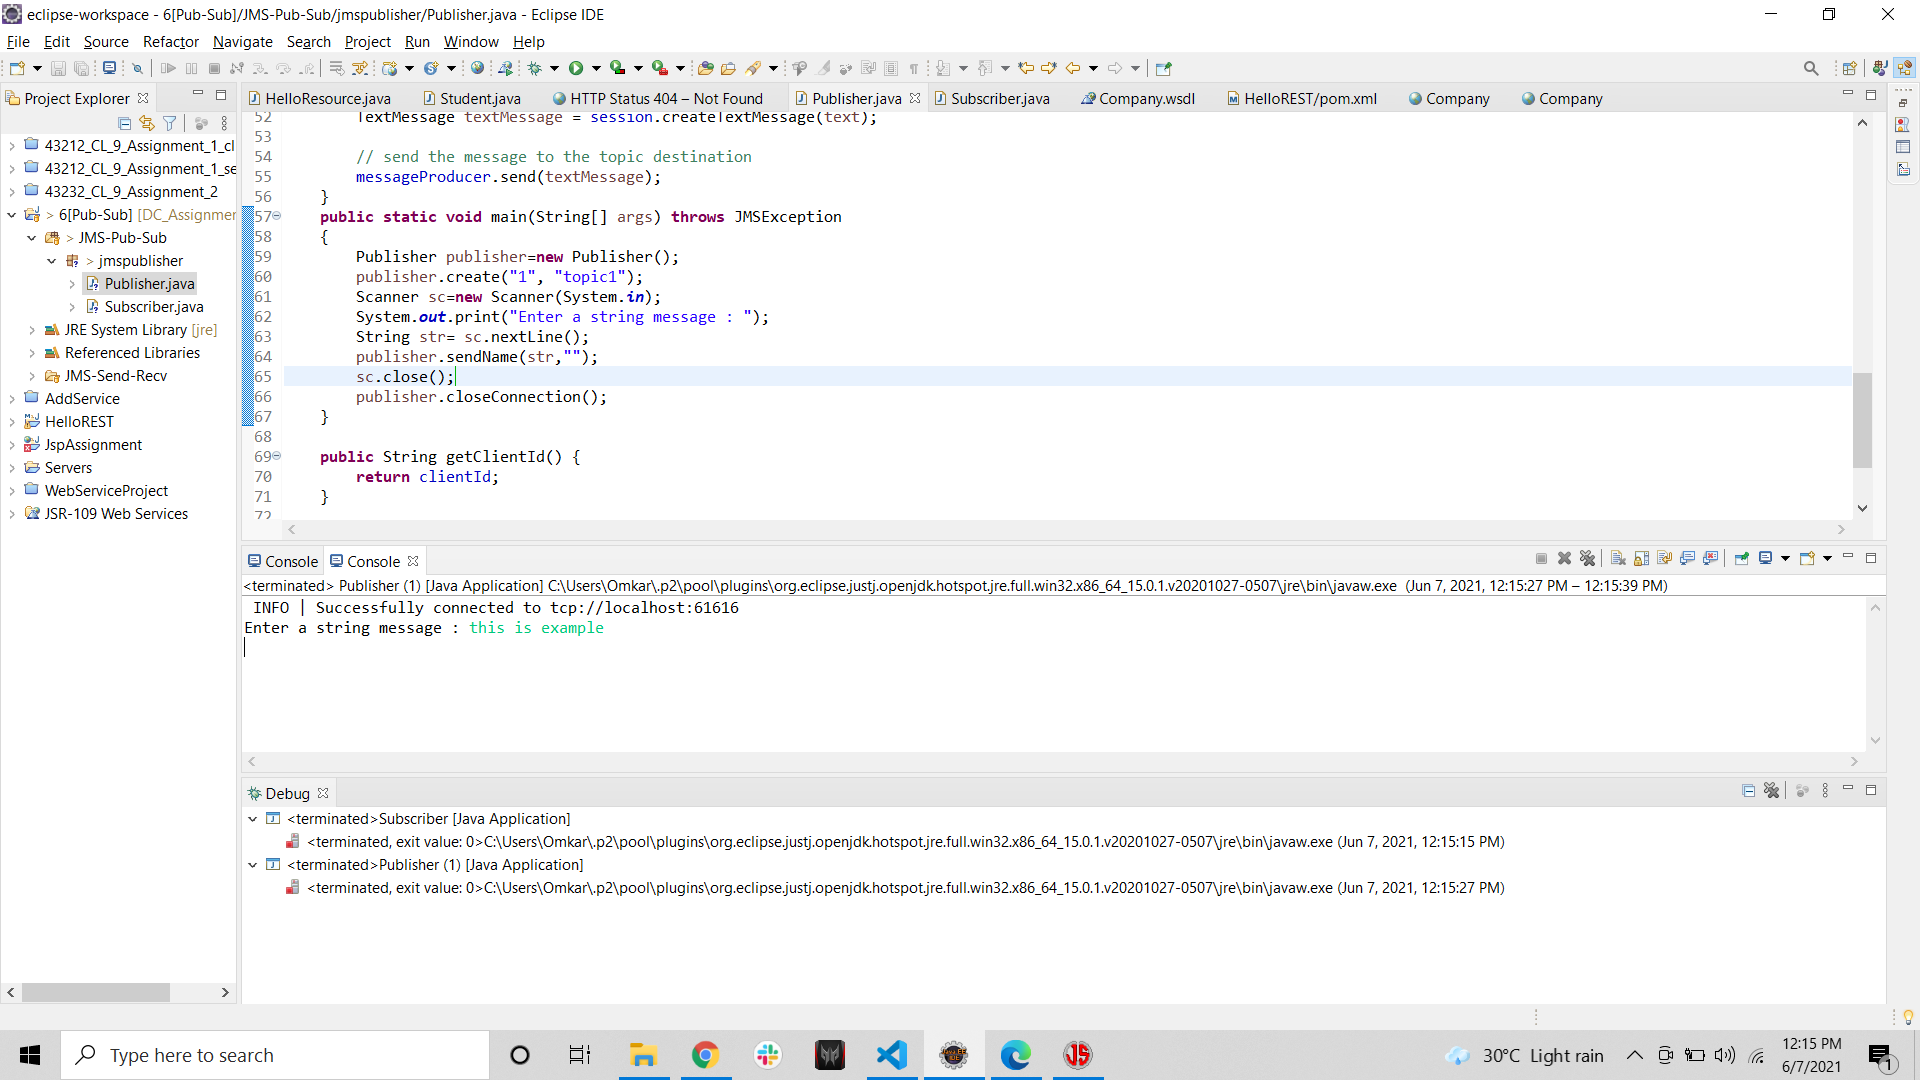 eclipse-workspace - 6[Pub-Sub]/JMS-Pub-Sub/jmspublisher/Publisher.java - Eclipse IDE
File Edit Source Refactor Navigate Search Project Run Window Help
Project Explorer
HelloResource.java Student.java HTTP Status 404 – Not Found Publisher.java Subscriber.java Company.wsdl HelloREST/pom.xml Company Company
43212_CL_9_Assignment_1_cl
43212_CL_9_Assignment_1_se
43232_CL_9_Assignment_2
> 6[Pub-Sub] [DC_Assignmer
> JMS-Pub-Sub
> jmspublisher
Publisher.java
Subscriber.java
JRE System Library [jre]
Referenced Libraries
JMS-Send-Recv
AddService
HelloREST
JspAssignment
Servers
WebServiceProject
JSR-109 Web Services
52 TextMessage textMessage = session.createTextMessage(text);
53
54 // send the message to the topic destination
55 messageProducer.send(textMessage);
56 }
57 public static void main(String[] args) throws JMSException
58 {
59 Publisher publisher=new Publisher();
60 publisher.create("1", "topic1");
61 Scanner sc=new Scanner(System.in);
62 System.out.print("Enter a string message : ");
63 String str= sc.nextLine();
64 publisher.sendName(str,"");
65 sc.close();
66 publisher.closeConnection();
67 }
68
69 public String getClientId() {
70 return clientId;
71 }
72
Console Console
<terminated> Publisher (1) [Java Application] C:\Users\Omkar\.p2\pool\plugins\org.eclipse.justj.openjdk.hotspot.jre.full.win32.x86_64_15.0.1.v20201027-0507\jre\bin\javaw.exe (Jun 7, 2021, 12:15:27 PM – 12:15:39 PM)
INFO | Successfully connected to tcp://localhost:61616
Enter a string message : this is example
Debug
<terminated>Subscriber [Java Application]
<terminated, exit value: 0>C:\Users\Omkar\.p2\pool\plugins\org.eclipse.justj.openjdk.hotspot.jre.full.win32.x86_64_15.0.1.v20201027-0507\jre\bin\javaw.exe (Jun 7, 2021, 12:15:15 PM)
<terminated>Publisher (1) [Java Application]
<terminated, exit value: 0>C:\Users\Omkar\.p2\pool\plugins\org.eclipse.justj.openjdk.hotspot.jre.full.win32.x86_64_15.0.1.v20201027-0507\jre\bin\javaw.exe (Jun 7, 2021, 12:15:27 PM)
Type here to search
30°C Light rain
12:15 PM
6/7/2021
1